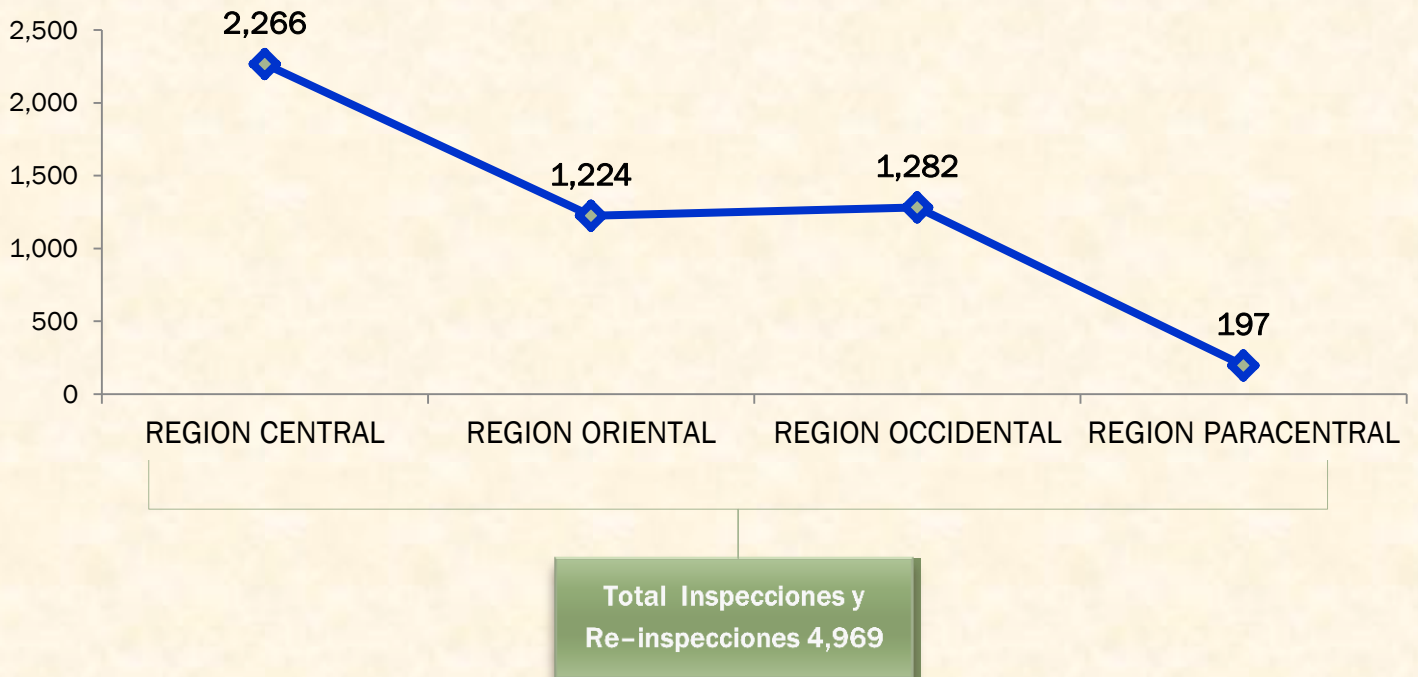 2,500
2,000
1,500
1,000
500
0
2,266
1,224
1,282
197
REGION CENTRAL
REGION ORIENTAL
REGION OCCIDENTAL
REGION PARACENTRAL
Total Inspecciones y
Re-inspecciones 4,969